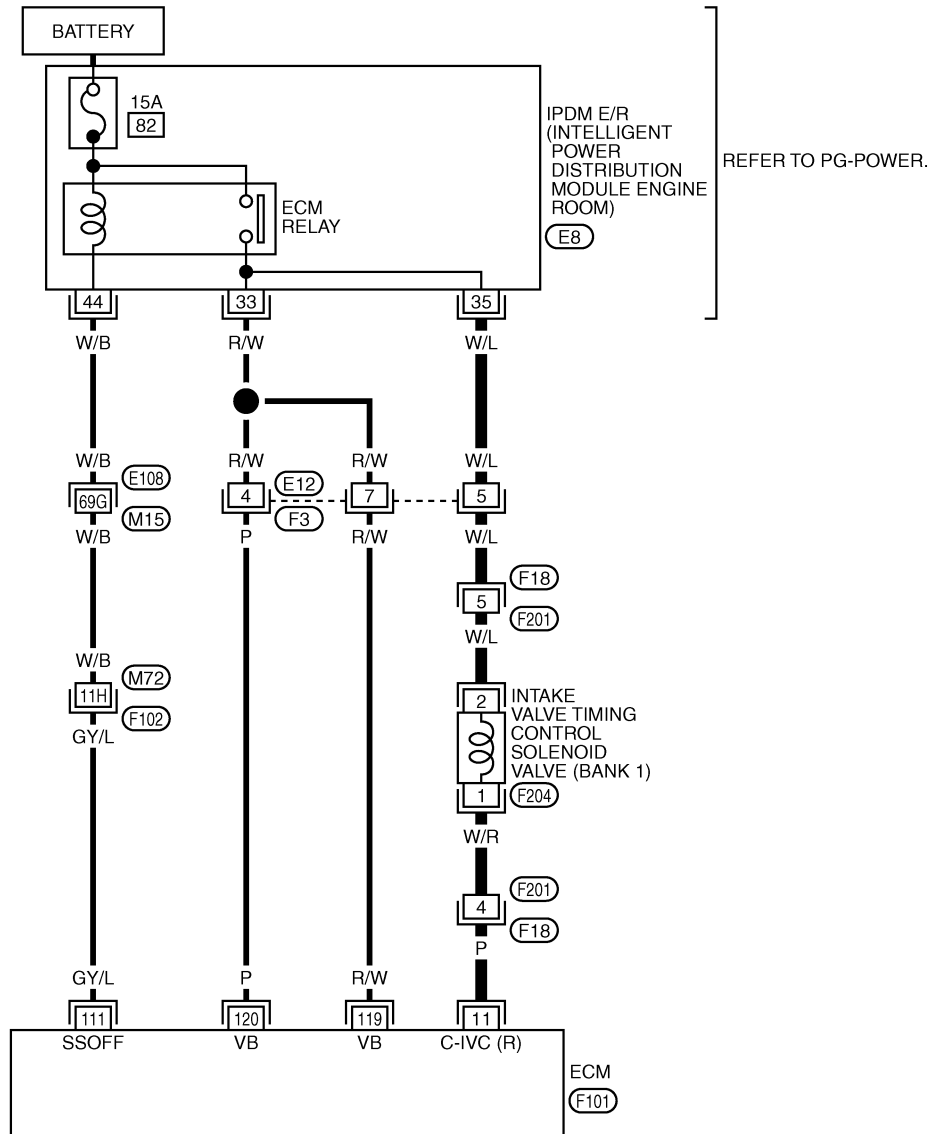 BATTERY
15A
82
IPDM E/R
(INTELLIGENT
POWER
DISTRIBUTION
MODULE ENGINE
ROOM)
E8
REFER TO PG-POWER.
ECM
RELAY
44
33
35
W/B
R/W
W/L
W/B
R/W
R/W
W/L
69G
E108
M15
4
E12
F3
7
5
W/B
P
R/W
W/L
5
F18
F201
W/L
W/B
11H
M72
F102
GY/L
2
INTAKE
VALVE TIMING
CONTROL
SOLENOID
VALVE (BANK 1)
1
F204
W/R
4
F201
F18
P
GY/L
P
R/W
111
120
119
11
SSOFF
VB
VB
C-IVC (R)
ECM
F101